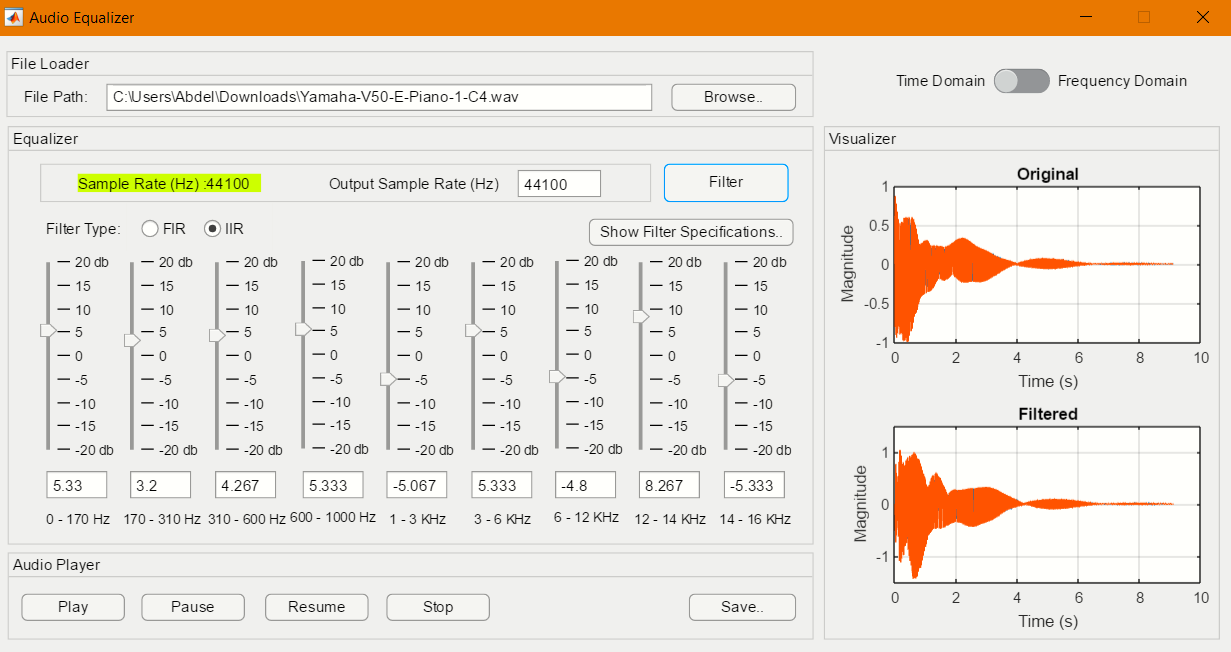 Audio Equalizer
File Loader
File Path: C:\Users\Abdel\Downloads\Yamaha-V50-E-Piano-1-C4.wav Browse..
Time Domain Frequency Domain
Equalizer
Sample Rate (Hz) :44100 Output Sample Rate (Hz) 44100 Filter
Filter Type: FIR IIR Show Filter Specifications..
20 db 20 db 20 db 20 db 20 db 20 db 20 db 20 db 20 db
15 15 15 15 15 15 15 15 15
10 10 10 10 10 10 10 10 10
5 5 5 5 5 5 5 5 5
0 0 0 0 0 0 0 0 0
-5 -5 -5 -5 -5 -5 -5 -5 -5
-10 -10 -10 -10 -10 -10 -10 -10 -10
-15 -15 -15 -15 -15 -15 -15 -15 -15
-20 db -20 db -20 db -20 db -20 db -20 db -20 db -20 db -20 db
5.33 3.2 4.267 5.333 -5.067 5.333 -4.8 8.267 -5.333
0 - 170 Hz 170 - 310 Hz 310 - 600 Hz 600 - 1000 Hz 1 - 3 KHz 3 - 6 KHz 6 - 12 KHz 12 - 14 KHz 14 - 16 KHz
Audio Player
Play Pause Resume Stop Save..
Visualizer
Original
Magnitude
1
0.5
0
-0.5
-1
0 2 4 6 8 10
Time (s)
Filtered
Magnitude
1
0
-1
0 2 4 6 8 10
Time (s)